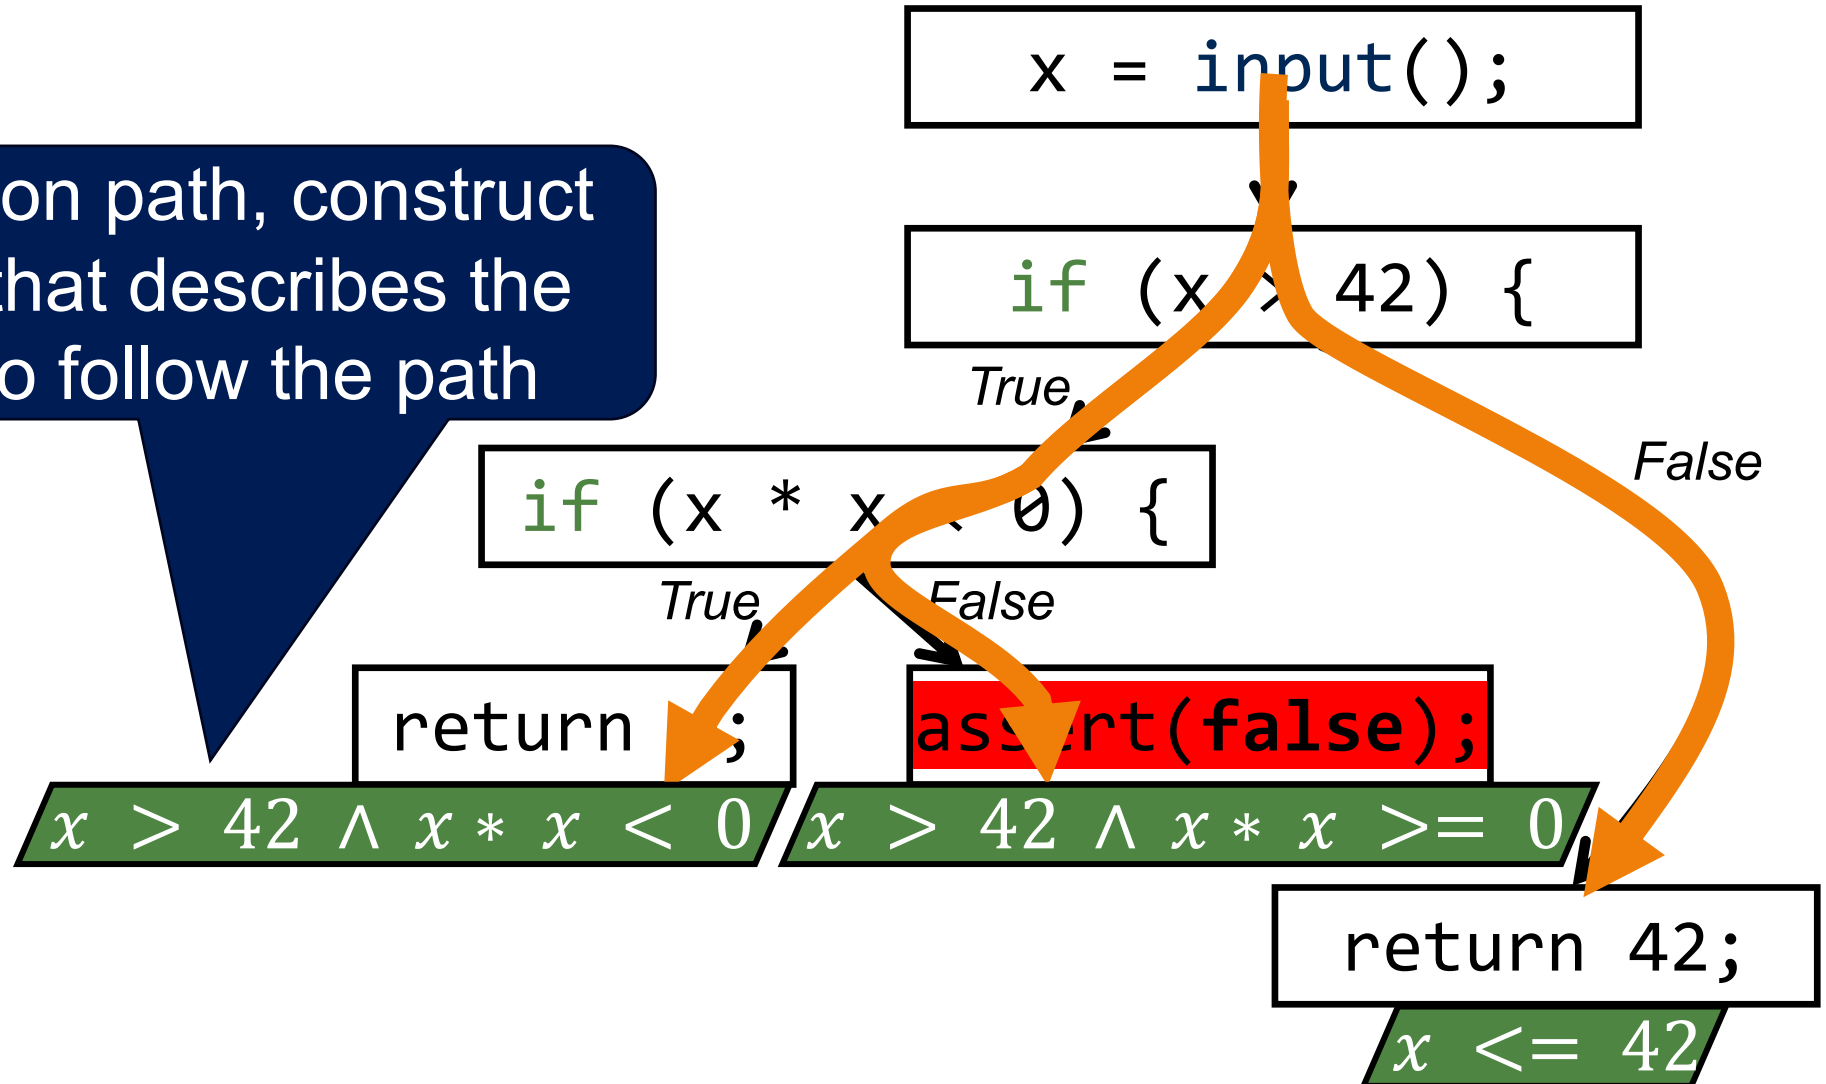 x = input();
on path, construct
that describes the
o follow the path
if (x > 42) {
True
False
if (x * x < 0) {
True
False
return ;
assert(false);
x > 42 ∧ x * x < 0
x > 42 ∧ x * x >= 0
return 42;
x <= 42